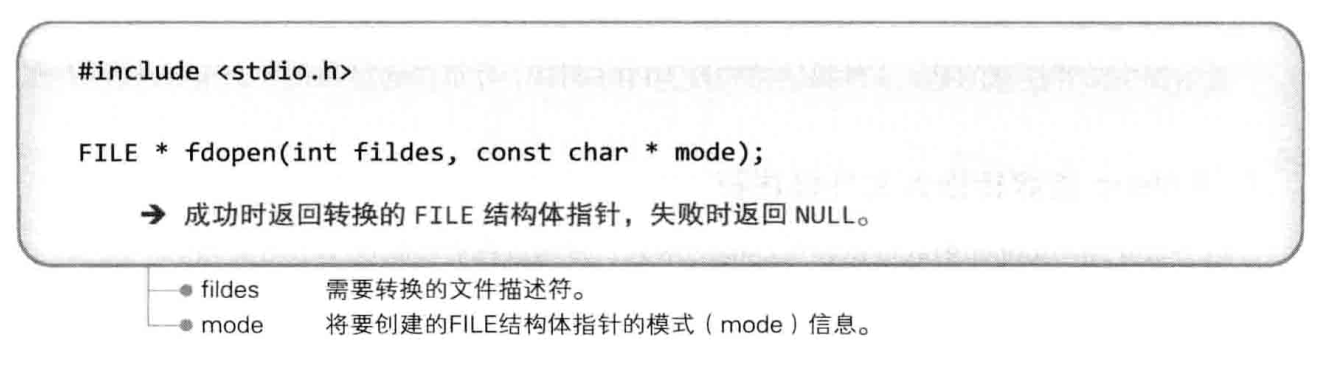 #include <stdio.h>
FILE * fdopen(int fildes, const char * mode);
➔ 成功时返回转换的 FILE 结构体指针，失败时返回 NULL。
fildes 需要转换的文件描述符。
mode 将要创建的FILE结构体指针的模式（mode）信息。